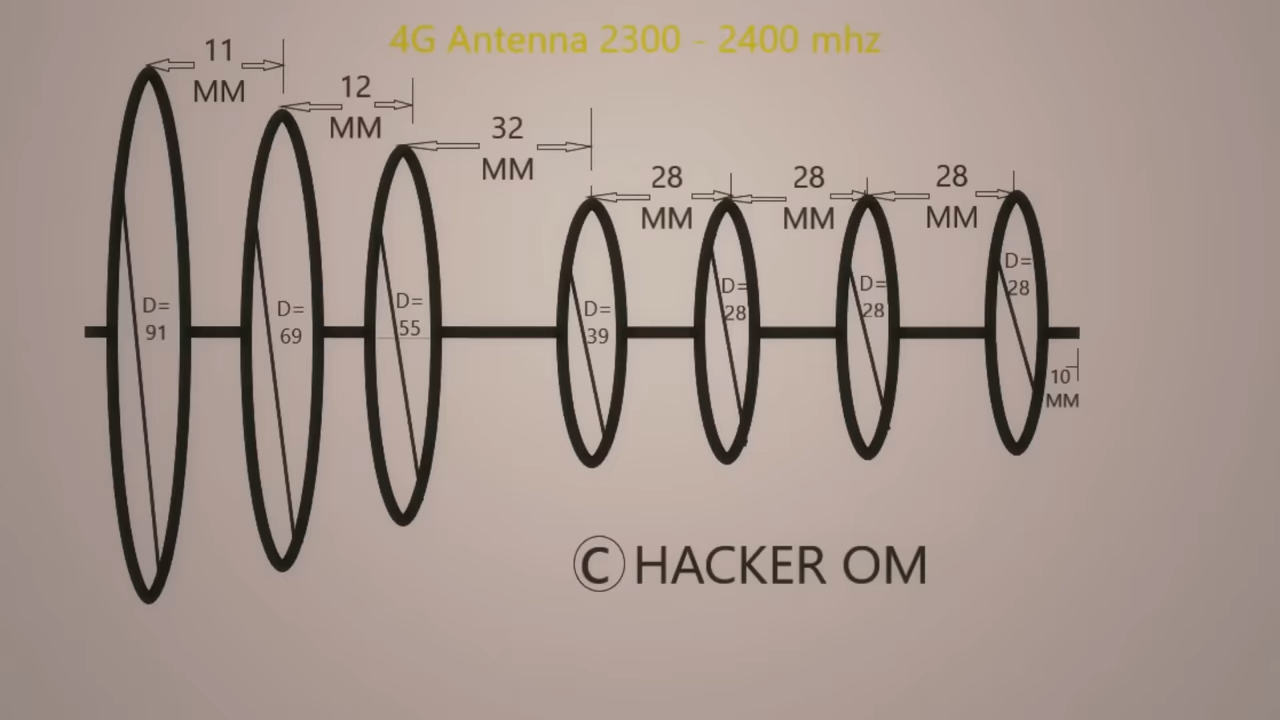 4G Antenna 2300 - 2400 mhz
11
MM
12
MM
32
MM
28
MM
28
MM
28
MM
D=
91
D=
69
D=
55
D=
39
D=
28
D=
28
D=
28
10
MM
© HACKER OM